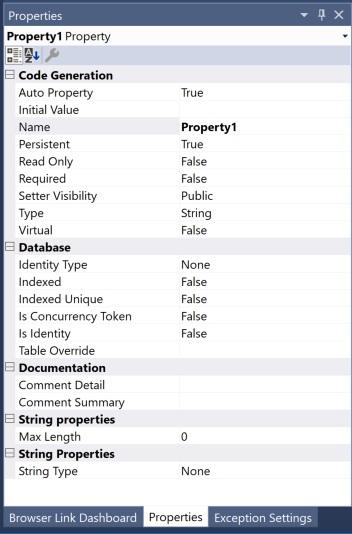 Properties
Property1 Property
Code Generation
Auto Property True
Initial Value
Name Property1
Persistent True
Read Only False
Required False
Setter Visibility Public
Type String
Virtual False
Database
Identity Type None
Indexed False
Indexed Unique False
Is Concurrency Token False
Is Identity False
Table Override
Documentation
Comment Detail
Comment Summary
String properties
Max Length 0
String Properties
String Type None
Browser Link Dashboard Properties Exception Settings